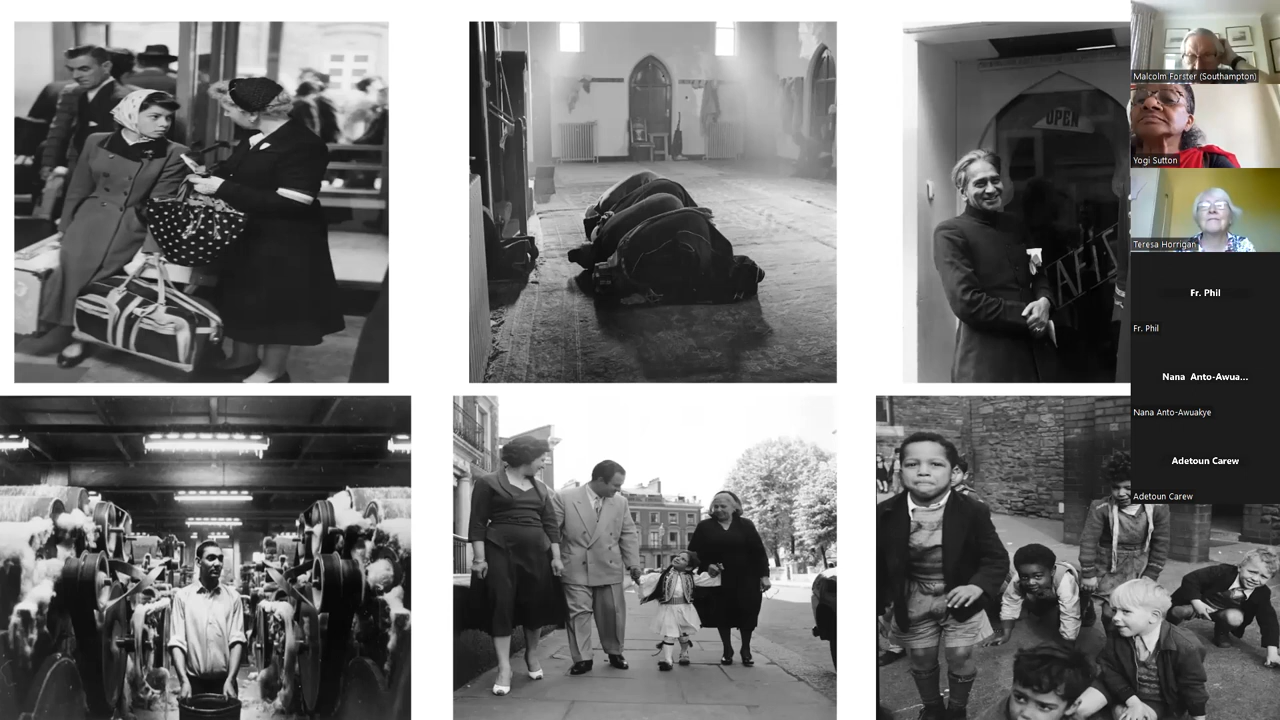 OPEN
AFIS
Malcolm Forster (Southampton)
Yogi Sutton
Teresa Horrigan
Fr. Phil
Fr. Phil
Nana Anto-Awua...
Nana Anto-Awuakye
Adetoun Carew
Adetoun Carew